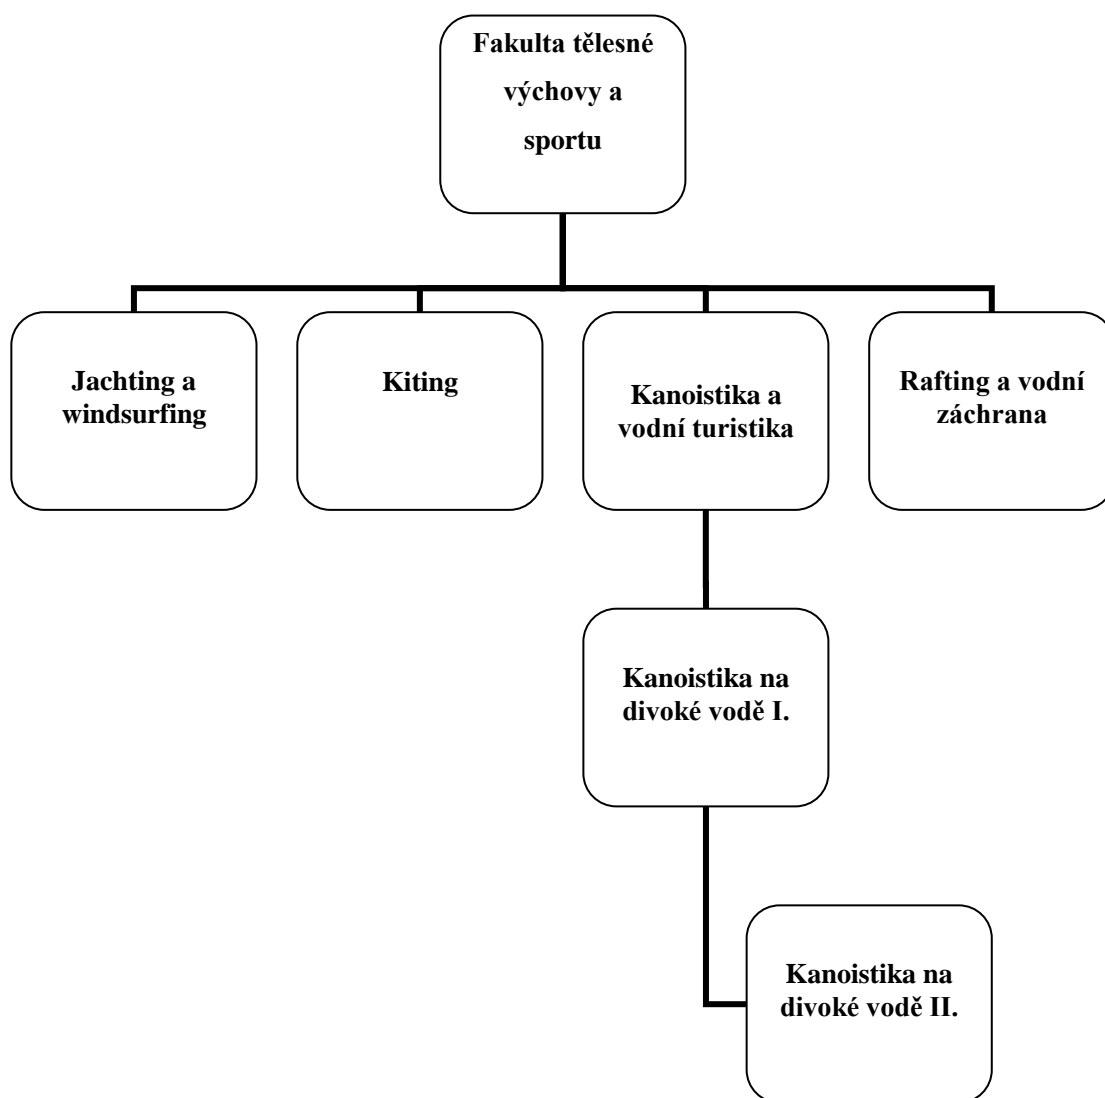 Fakulta tělesné
výchovy a
sportu
Jachting a
windsurfing
Kiting
Kanoistika a
vodní turistika
Rafting a vodní
záchrana
Kanoistika na
divoké vodě I.
Kanoistika na
divoké vodě II.